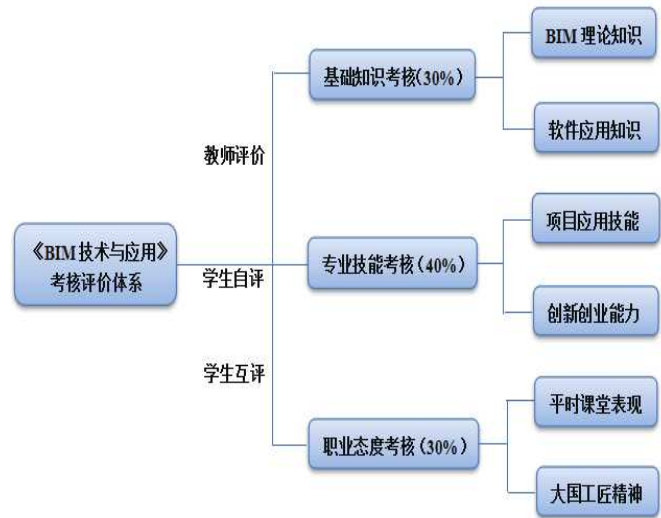 《BIM 技术与应用》
考核评价体系
教师评价
学生自评
学生互评
基础知识考核(30%)
BIM 理论知识
软件应用知识
专业技能考核(40%)
项目应用技能
创新创业能力
职业态度考核(30%)
平时课堂表现
大国工匠精神